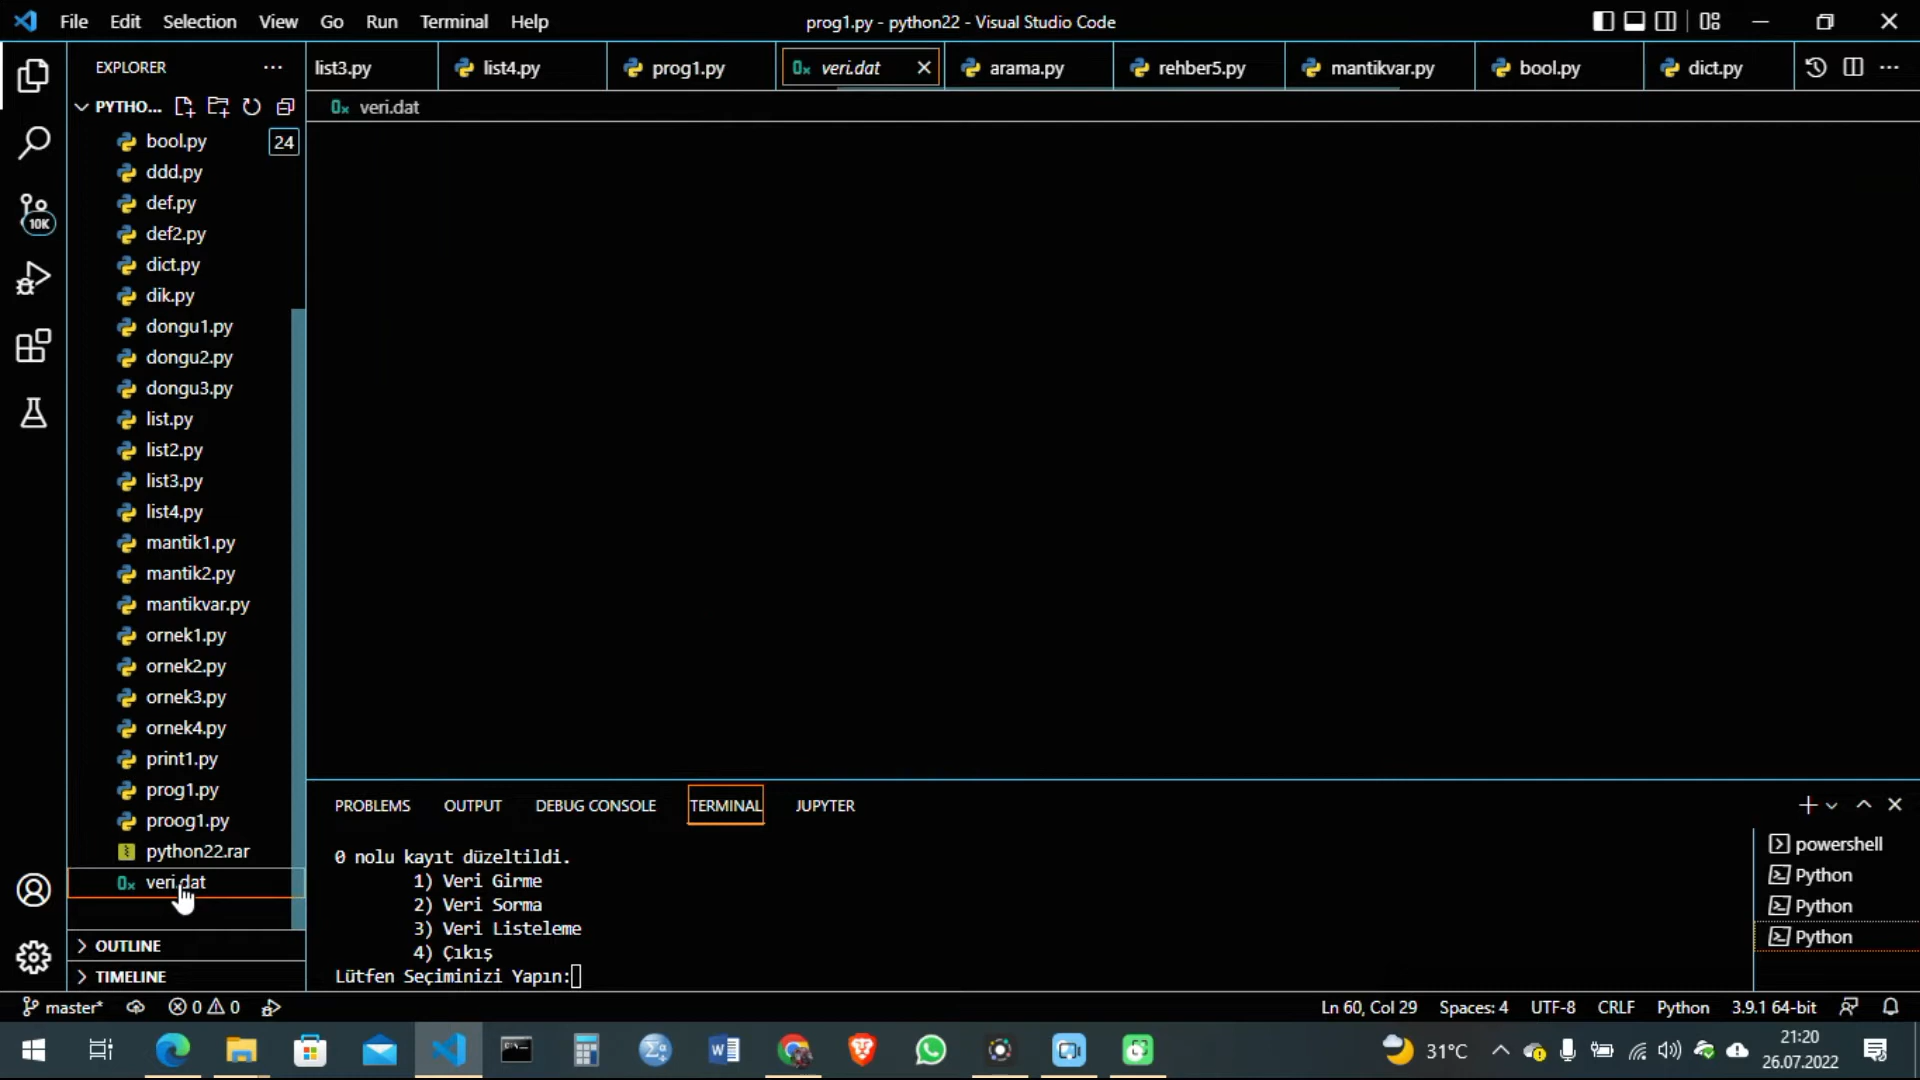 File Edit Selection View Go Run Terminal Help
prog1.py - python22 - Visual Studio Code
EXPLORER
list3.py list4.py prog1.py veri.dat arama.py rehber5.py mantikvar.py bool.py dict.py
PYTHO...
veri.dat
bool.py
24
ddd.py
def.py
10K
def2.py
dict.py
dik.py
dongu1.py
dongu2.py
dongu3.py
list.py
list2.py
list3.py
list4.py
mantik1.py
mantik2.py
mantikvar.py
ornek1.py
ornek2.py
ornek3.py
ornek4.py
print1.py
prog1.py
proog1.py
python22.rar
veri.dat
OUTLINE
TIMELINE
PROBLEMS OUTPUT DEBUG CONSOLE TERMINAL JUPYTER
0 nolu kayıt düzeltildi.
1) Veri Girme
2) Veri Sorma
3) Veri Listeleme
4) Çıkış
Lütfen Seçiminizi Yapın:
powershell
Python
Python
Python
master* 0 0 Ln 60, Col 29 Spaces: 4 UTF-8 CRLF Python 3.9.1 64-bit
31°C
21:20
26.07.2022